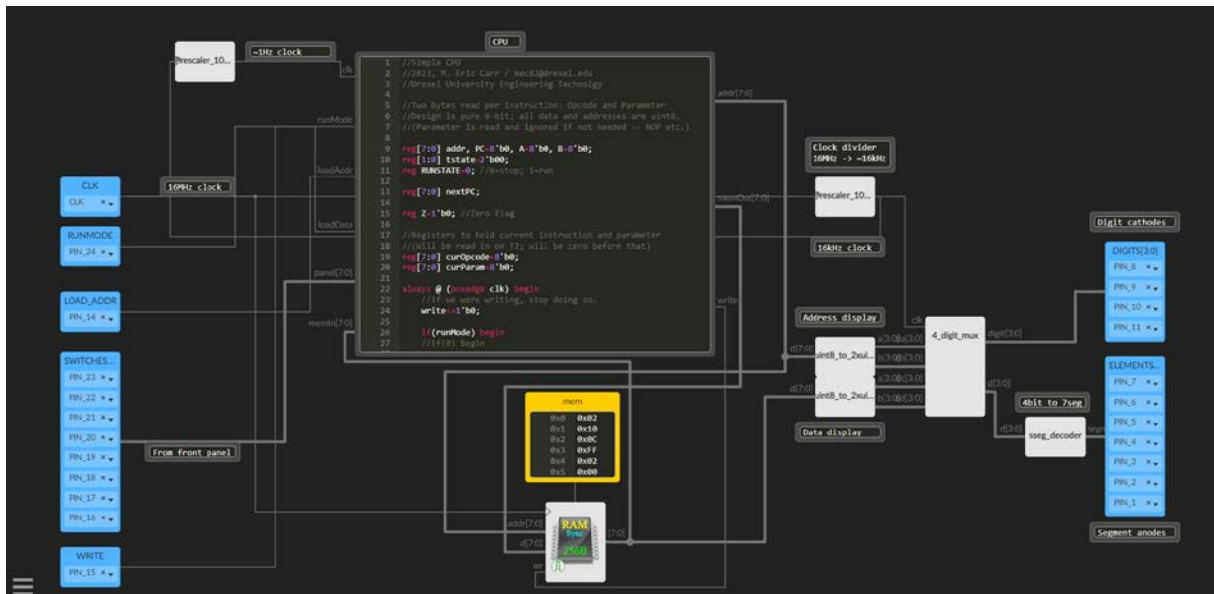 CPU
~1Hz clock
Prescaler_10...
clk
runMode
loadAddr
loadData
panel[7:0]
memIn[7:0]
1 //Simple CPU
2 //2023, M. Eric Carr / mec82@drexel.edu
3 //Drexel University Engineering Technolgy
4
5 //Two bytes read per instruction: Opcode and Parameter
6 //Design is pure 8-bit; all data and addresses are uint8.
7 //(Parameter is read and ignored if not needed -- NOP etc.)
8
9 reg[7:0] addr, PC=8'b0, A=8'b0, B=8'b0;
10 reg[1:0] tstate=2'b00;
11 reg RUNSTATE=0; //0=stop; 1=run
12
13 reg[7:0] nextPC;
14
15 reg Z=1'b0; //Zero flag
16
17 //Registers to hold current instruction and parameter
18 //(Will be read in on T2; will be zero before that)
19 reg[7:0] curOpcode=8'b0;
20 reg[7:0] curParam=8'b0;
21
22 always @ (posedge clk) begin
23 //If we were writing, stop doing so.
24 write<=1'b0;
25
26 if(runMode) begin
27 //if(0) begin
addr[7:0]
memOut[7:0]
write
Clock divider
16MHz -> ~16kHz
Prescaler_10...
16kHz clock
CLK
CLK
16MHz clock
RUNMODE
PIN_24
LOAD_ADDR
PIN_14
SWITCHES...
PIN_23
PIN_22
PIN_21
PIN_20
PIN_19
PIN_18
PIN_17
PIN_16
From front panel
WRITE
PIN_15
mem
0x0 0x02
0x1 0x10
0x2 0x0C
0x3 0xFF
0x4 0x02
0x5 0x00
addr[7:0]
d[7:0]
wr
RAM
Sync
256B
[7:0]
Address display
d[7:0]
uint8_to_2xui...
d[7:0]
uint8_to_2xui...
Data display
clk
4_digit_mux
digit[3:0]
d[3:0]
4bit to 7seg
d[3:0]
sseg_decoder
Digit cathodes
DIGITS[3:0]
PIN_8
PIN_9
PIN_10
PIN_11
ELEMENTS...
PIN_7
PIN_6
PIN_5
PIN_4
PIN_3
PIN_2
PIN_1
Segment anodes